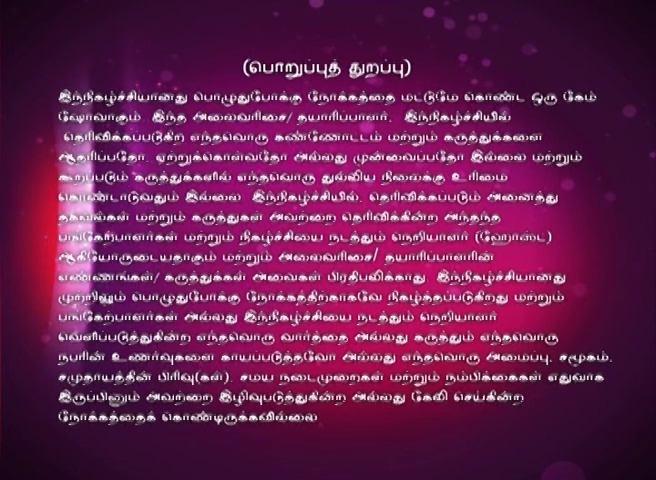 (பொறுப்புத் துறப்பு)
இந்நிகழ்ச்சியானது பொழுதுபோக்கு நோக்கத்தை மட்டுமே கொண்ட ஒரு கேம்
ஷோவாகும். இந்த அலைவரிசை/ தயாரிப்பாளர், இந்நிகழ்ச்சியில்
தெரிவிக்கப்படுகிற எந்தவொரு கண்ணோட்டம் மற்றும் கருத்துக்களை
ஆதரிப்பதோ, ஏற்றுக்கொள்வதோ அல்லது முன்வைப்பதோ இல்லை மற்றும்
கூறப்படும் கருத்துக்களில் எந்தவொரு துல்லிய நிலைக்கு உரிமை
கொண்டாடுவதும் இல்லை. இந்நிகழ்ச்சியில், தெரிவிக்கப்படும் அனைத்து
தகவல்கள் மற்றும் கருத்துகள் அவற்றை தெரிவிக்கின்ற அந்தந்த
பங்கேற்பாளர்கள் மற்றும் நிகழ்ச்சியை நடத்தும் நெறியாளர் (ஹோஸ்ட்)
ஆகியோருடையதாகும் மற்றும் அலைவரிசை/ தயாரிப்பாளரின்
எண்ணங்கள்/ கருத்துக்கள் அவைகள் பிரதிபலிக்காது. இந்நிகழ்ச்சியானது
முற்றிலும் பொழுதுபோக்கு நோக்கத்திற்காகவே நிகழ்த்தப்படுகிறது மற்றும்
பங்கேற்பாளர்கள் அல்லது இந்நிகழ்ச்சியை நடத்தும் நெறியாளர்
வெளிப்படுத்துகின்ற எந்தவொரு வார்த்தை அல்லது கருத்தும் எந்தவொரு
நபரின் உணர்வுகளை காயப்படுத்தவோ அல்லது எந்தவொரு அமைப்பு, சமூகம்,
சமுதாயத்தின் பிரிவு(கள்), சமய நடைமுறைகள் மற்றும் நம்பிக்கைகள் எதுவாக
இருப்பினும் அவற்றை இழிவுபடுத்துகின்ற அல்லது கேலி செய்கின்ற
நோக்கத்தைக் கொண்டிருக்கவில்லை